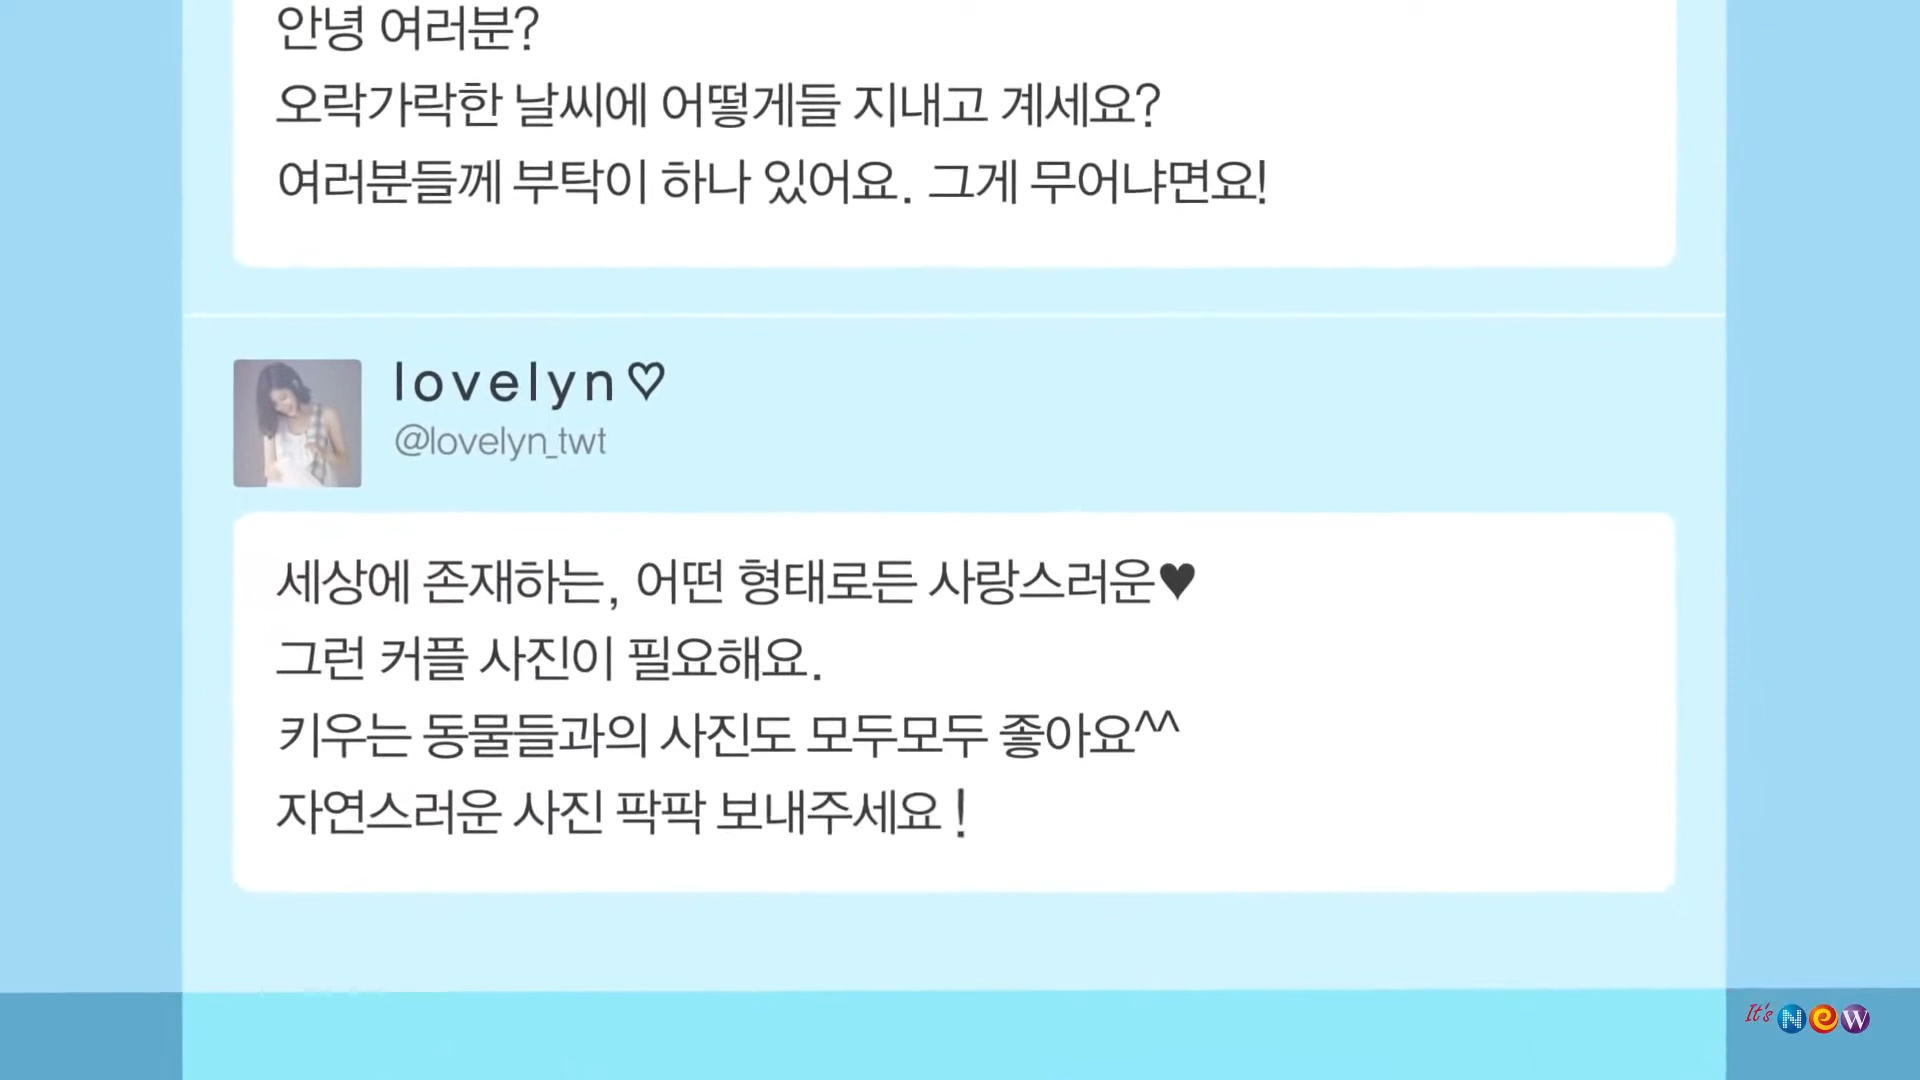 안녕 여러분?
오락가락한 날씨에 어떻게들 지내고 계세요?
여러분들께 부탁이 하나 있어요. 그게 무어냐면요!
lovelyn♡
@lovelyn_twt
세상에 존재하는, 어떤 형태로든 사랑스러운♥
그런 커플 사진이 필요해요.
키우는 동물들과의 사진도 모두모두 좋아요^^
자연스러운 사진 팍팍 보내주세요!
It's NeW